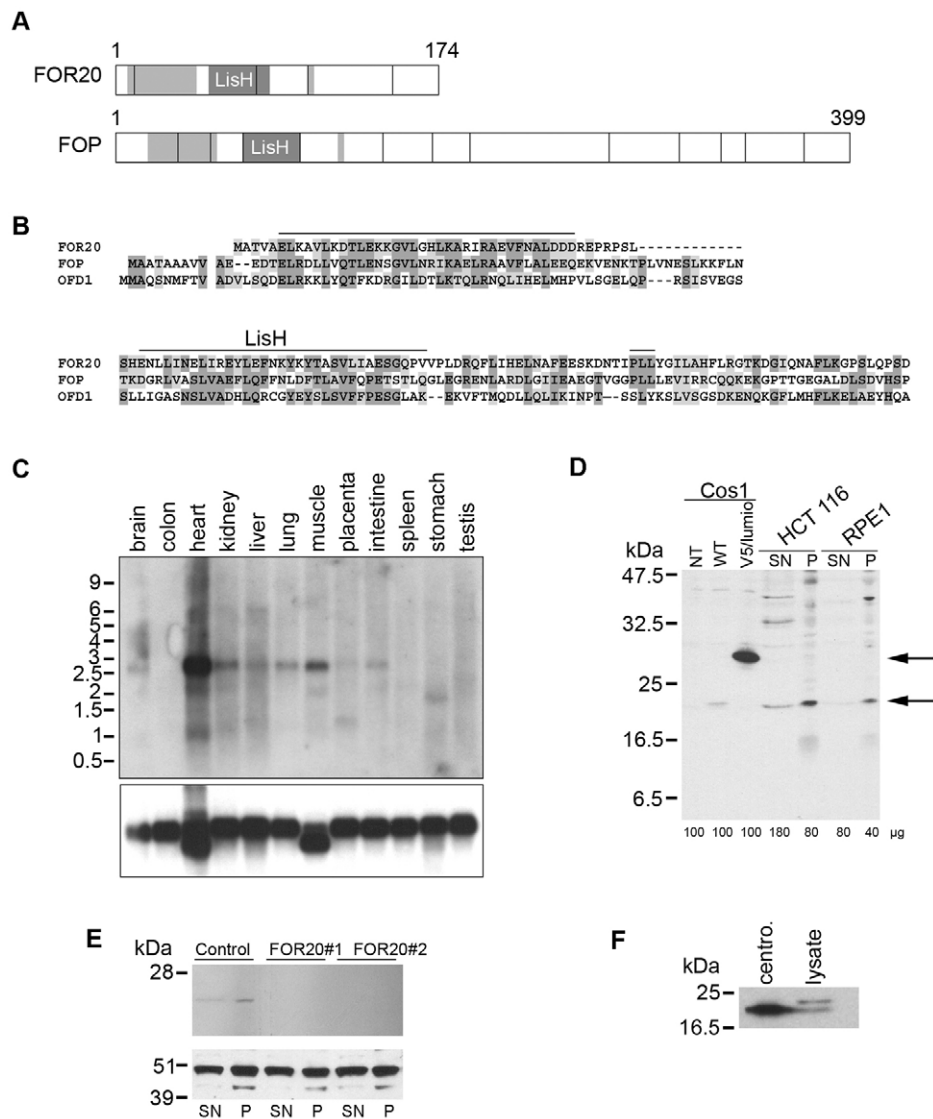 A
1 174
FOR20 LisH
1 399
FOP LisH
B
FOR20 MATVAELKAVLKDTLEKKGVLGHLKARIRAEVFNALDDDREPRPSL------------
FOP MAATAAAVV AE--EDTELRDLLVQTLENSGVLNRIKAELRAAVFLALEEQEKVENKTPLVNESLKKFLN
OFD1 MMAQSNMFTV ADVLSQDELRKKLYQTFKDRGILDTLKTQLRNQLIHELMHPVLSGELQP---RSISVEGS
LisH
FOR20 SHENLLINELIREYLEFNKYKYTASVLIAESGQPVVPLDRQFLIHELNAFEESKDNTIPLLYGILAHFLRGTKDGIQNAFLKGPSLQPSD
FOP TKDGRLVASLVAEFLQFFNLDFTLAVFQPETSTLQGLEGRENLARDLGIIEAEGTVGGPLLLEVIRRCQQKEKGPTTGEGALDLSDVHSP
OFD1 SLLIGASNSLVADHLQRCGYEYSLSVFFPESGLAK--EKVFTMQDLLQLIKINPT--SSLYKSLVSGSDKENQKGFLMHFLKELAEYHQA
C
brain colon heart kidney liver lung muscle placenta intestine spleen stomach testis
9
6
5
4
3
2.5
2
1.5
1
0.5
D
Cos1 HCT 116 RPE1
kDa NT WT V5/lumio SN P SN P
47.5
32.5
25
16.5
6.5
100 100 100 180 80 80 40 µg
E
kDa Control FOR20#1 FOR20#2
28
51
39
SN P SN P SN P
F
centro. lysate
kDa
25
16.5